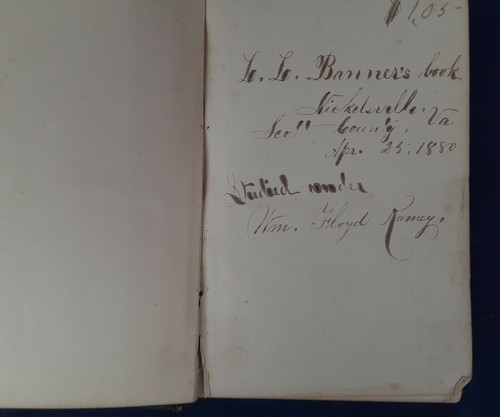 $1,05-
L. L. Banner's book
Nickelsville, Va
Scott County,
Apr. 25, 1880
Studied under
Wm. Floyd Ramey.